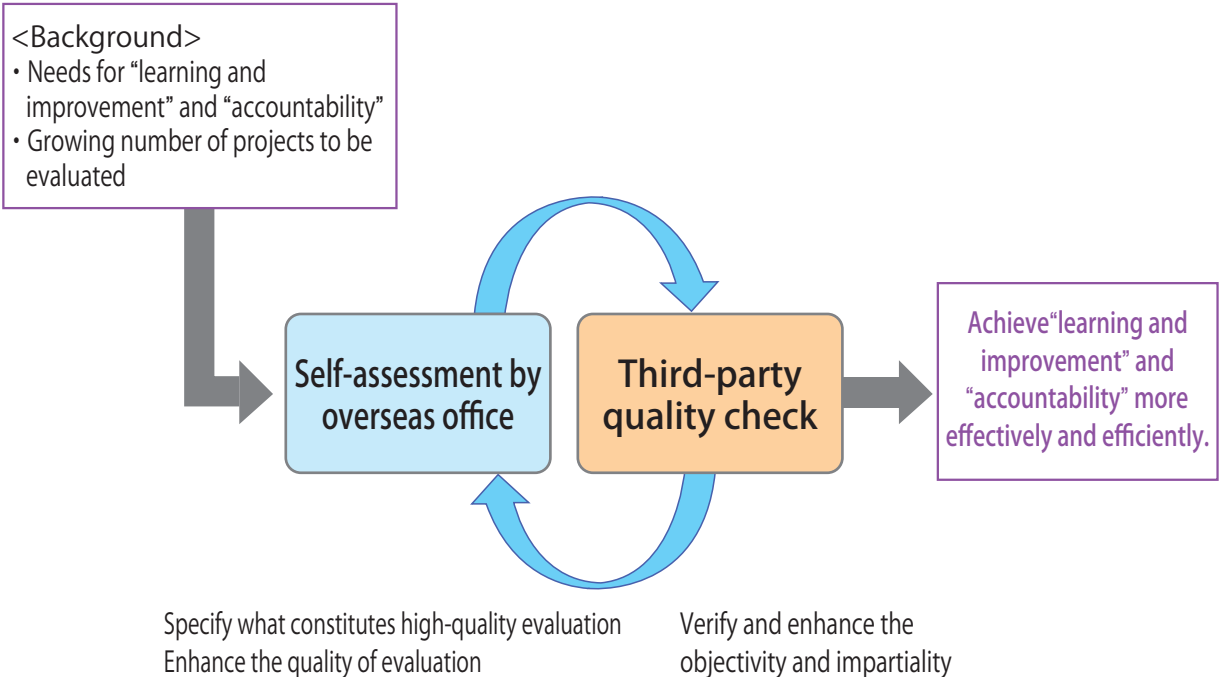 <Background>
・Needs for “learning and
improvement” and “accountability”
・Growing number of projects to be
evaluated
Self-assessment by
overseas office
Third-party
quality check
Achieve“learning and
improvement” and
“accountability” more
effectively and efficiently.
Specify what constitutes high-quality evaluation
Enhance the quality of evaluation
Verify and enhance the
objectivity and impartiality